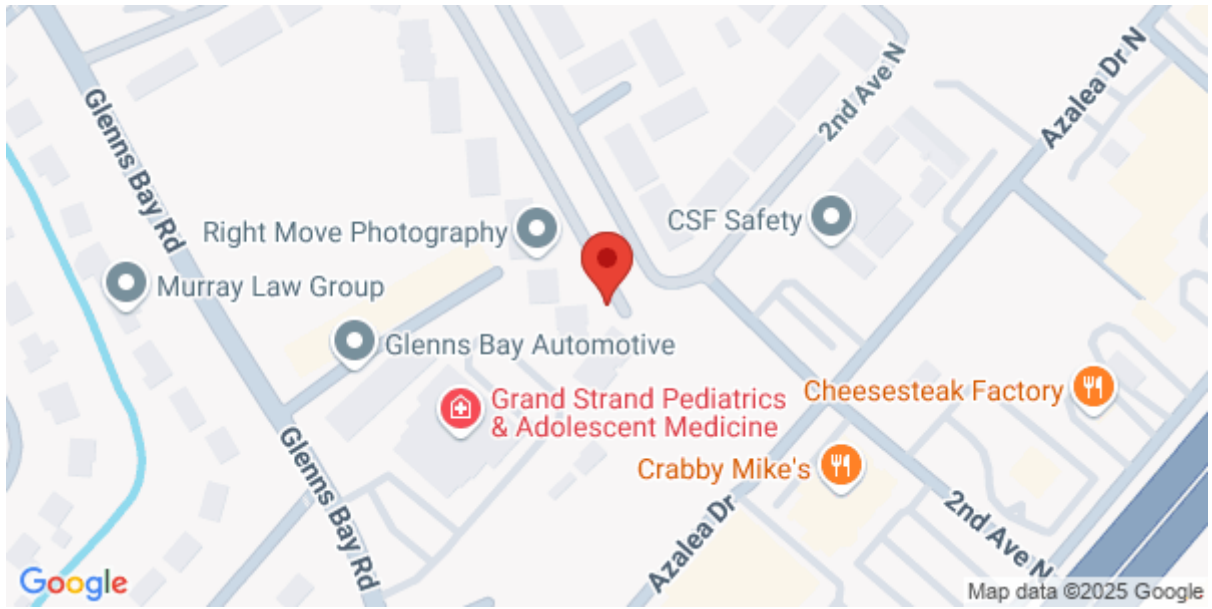 2nd Ave N
Azalea Dr N
Glenns Bay Rd
Right Move Photography
CSF Safety
Murray Law Group
Glenns Bay Automotive
Grand Strand Pediatrics
& Adolescent Medicine
Cheesesteak Factory
Crabby Mike's
Glenns Bay Rd
Azalea Dr
2nd Ave N
Google
Map data ©2025 Google